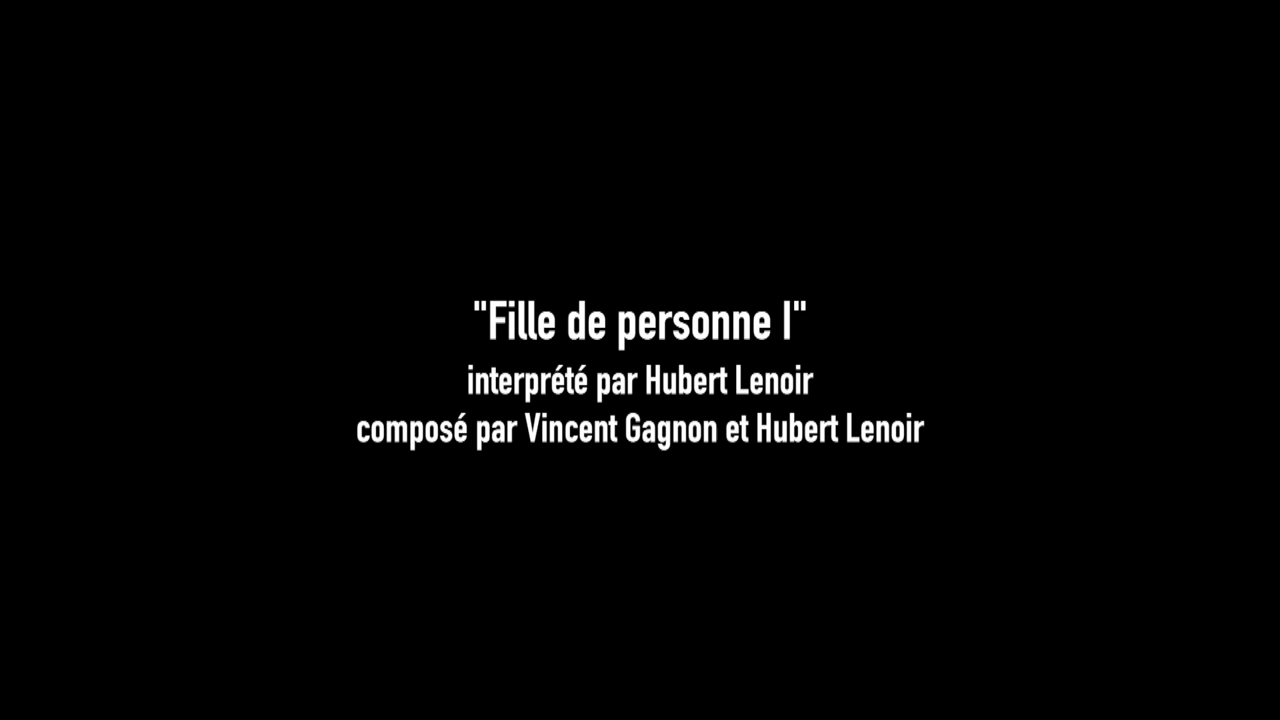 "Fille de personne I"
interprété par Hubert Lenoir
composé par Vincent Gagnon et Hubert Lenoir